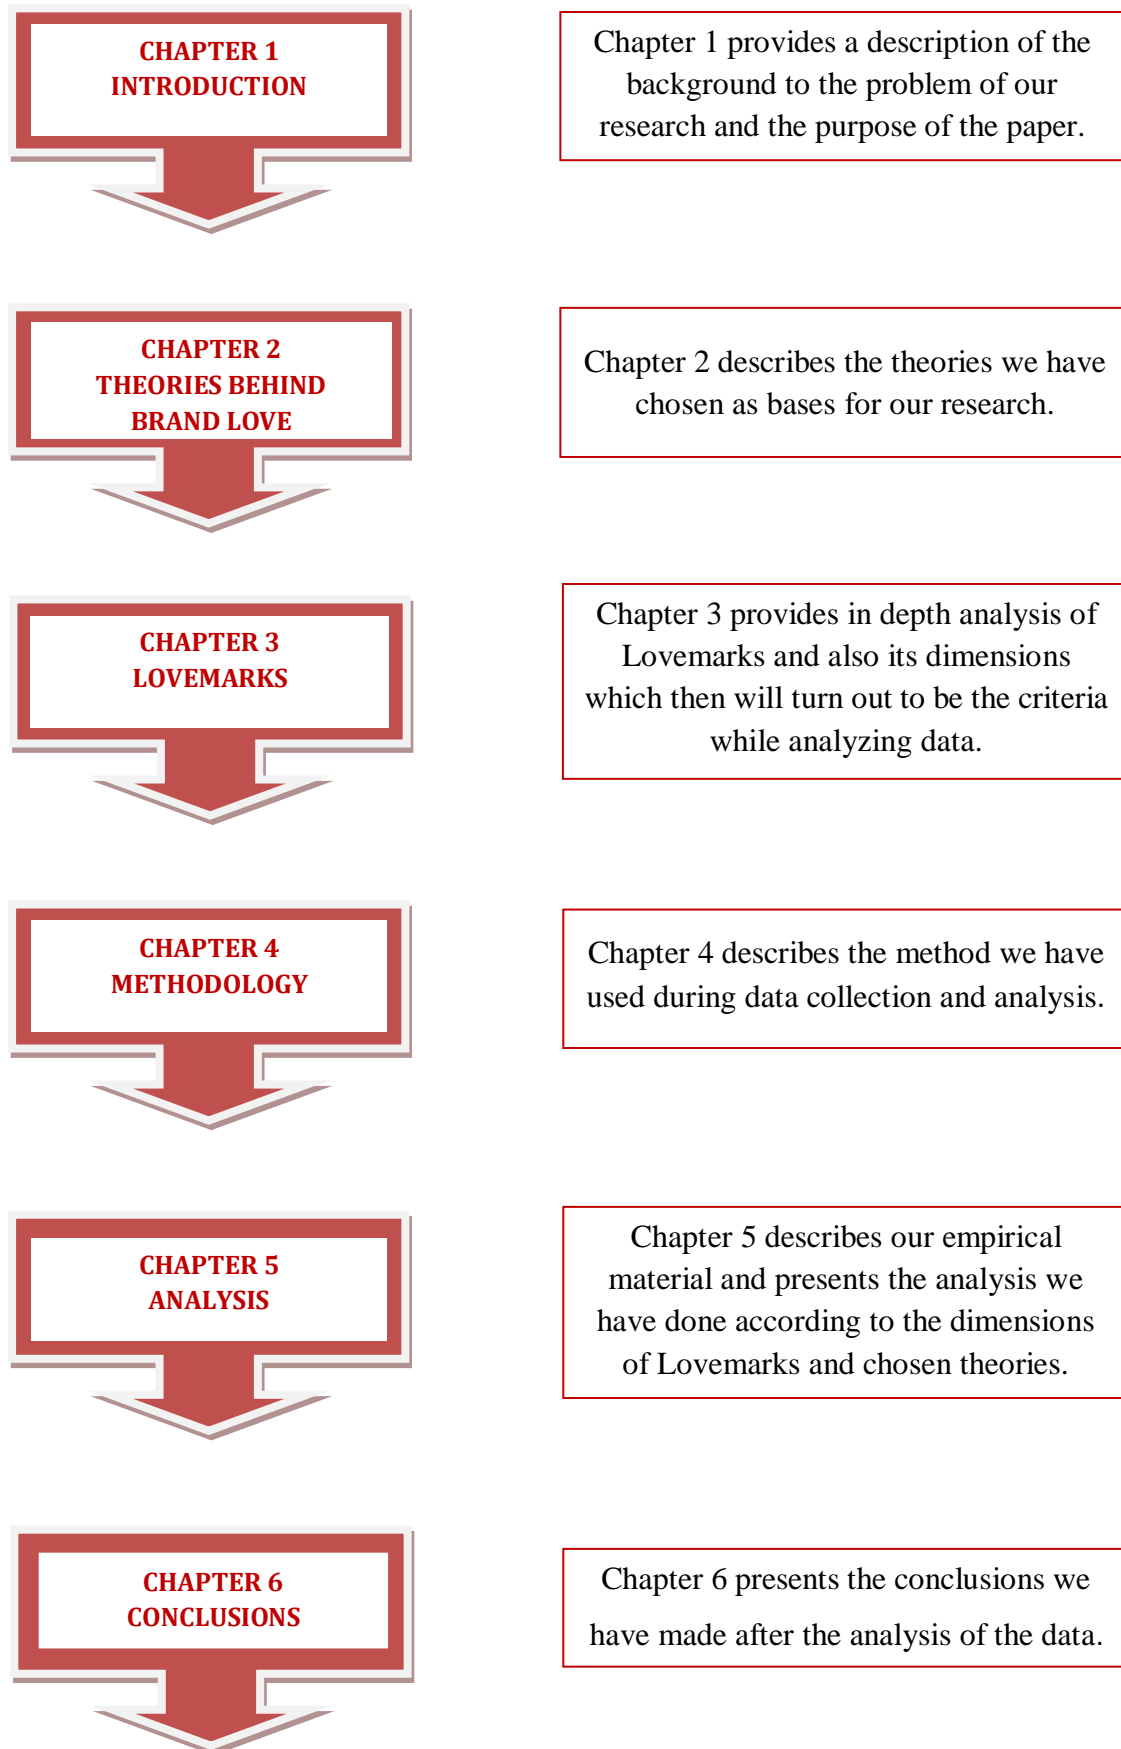 CHAPTER 1
INTRODUCTION
Chapter 1 provides a description of the
background to the problem of our
research and the purpose of the paper.
CHAPTER 2
THEORIES BEHIND
BRAND LOVE
Chapter 2 describes the theories we have
chosen as bases for our research.
CHAPTER 3
LOVEMARKS
Chapter 3 provides in depth analysis of
Lovemarks and also its dimensions
which then will turn out to be the criteria
while analyzing data.
CHAPTER 4
METHODOLOGY
Chapter 4 describes the method we have
used during data collection and analysis.
CHAPTER 5
ANALYSIS
Chapter 5 describes our empirical
material and presents the analysis we
have done according to the dimensions
of Lovemarks and chosen theories.
CHAPTER 6
CONCLUSIONS
Chapter 6 presents the conclusions we
have made after the analysis of the data.